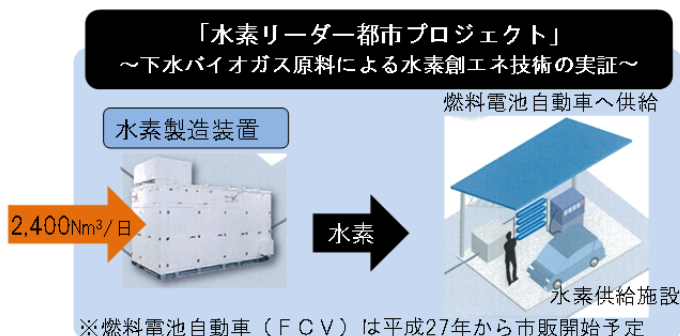 「水素リーダー都市プロジェクト」
～下水バイオガス原料による水素創エネ技術の実証～
燃料電池自動車へ供給
水素製造装置
2,400Nm³/日
水素
水素供給施設
※燃料電池自動車（ＦＣＶ）は平成27年から市販開始予定